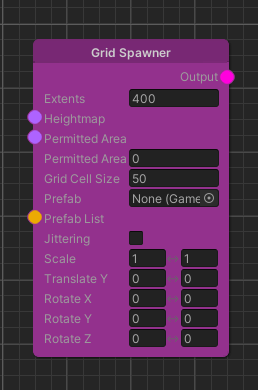 Grid Spawner
Output
Extents 400
Heightmap
Permitted Area
Permitted Area 0
Grid Cell Size 50
Prefab None (Game
Prefab List
Jittering
Scale 1 1
Translate Y 0 0
Rotate X 0 0
Rotate Y 0 0
Rotate Z 0 0